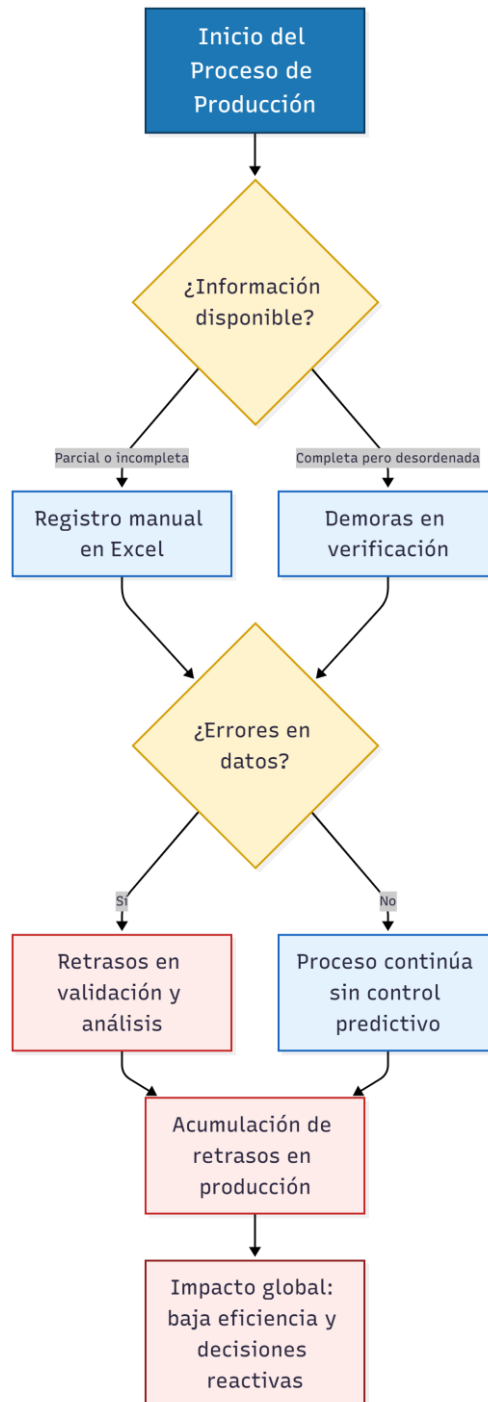 Inicio del
Proceso de
Producción
¿Información
disponible?
Parcial o incompleta
Completa pero desordenada
Registro manual
en Excel
Demoras en
verificación
¿Errores en
datos?
Sí
No
Retrasos en
validación y
análisis
Proceso continúa
sin control
predictivo
Acumulación de
retrasos en
producción
Impacto global:
baja eficiencia y
decisiones
reactivas